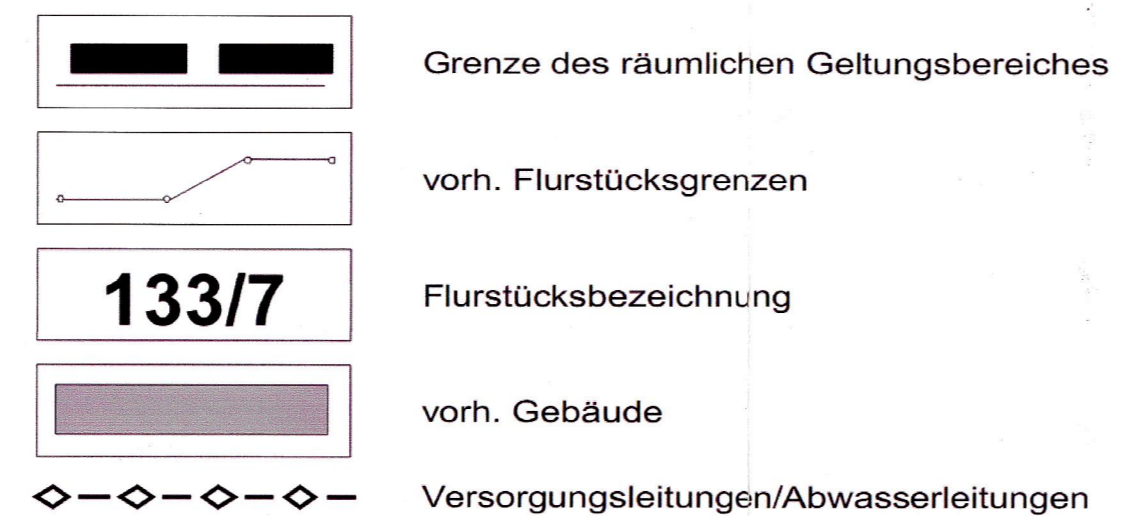 Grenze des räumlichen Geltungsbereiches
vorh. Flurstücksgrenzen
133/7
Flurstücksbezeichnung
vorh. Gebäude
Versorgungsleitungen/Abwasserleitungen